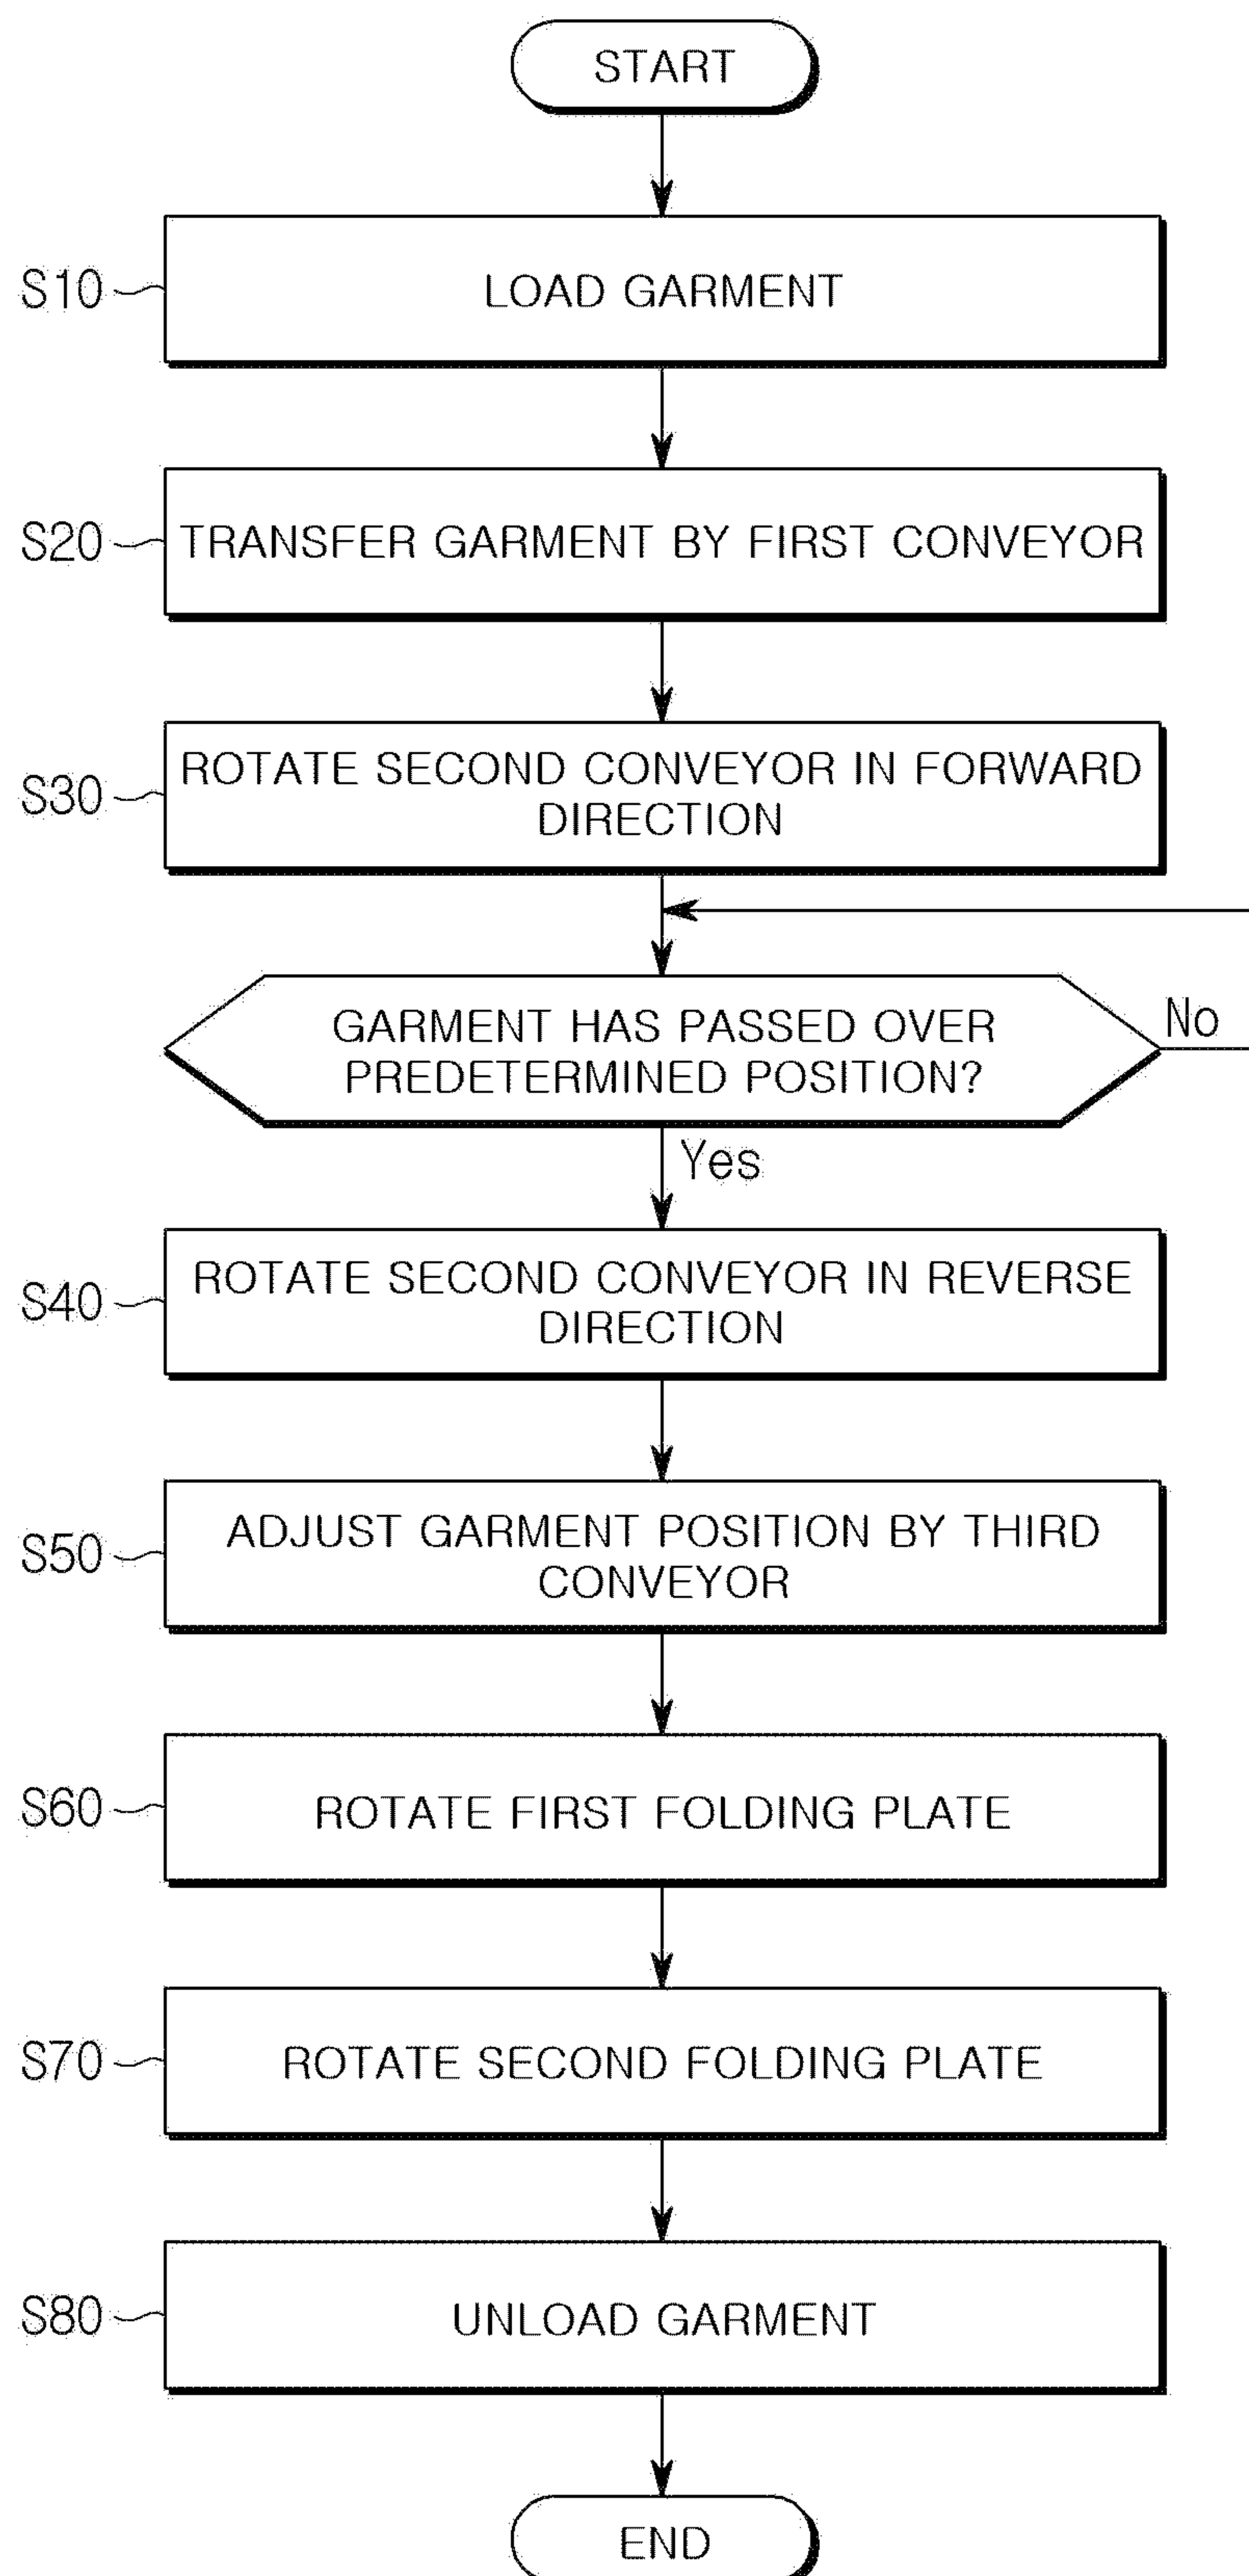 START
S10
LOAD GARMENT
S20
TRANSFER GARMENT BY FIRST CONVEYOR
S30
ROTATE SECOND CONVEYOR IN FORWARD
DIRECTION
GARMENT HAS PASSED OVER
PREDETERMINED POSITION?
No
Yes
S40
ROTATE SECOND CONVEYOR IN REVERSE
DIRECTION
S50
ADJUST GARMENT POSITION BY THIRD
CONVEYOR
S60
ROTATE FIRST FOLDING PLATE
S70
ROTATE SECOND FOLDING PLATE
S80
UNLOAD GARMENT
END